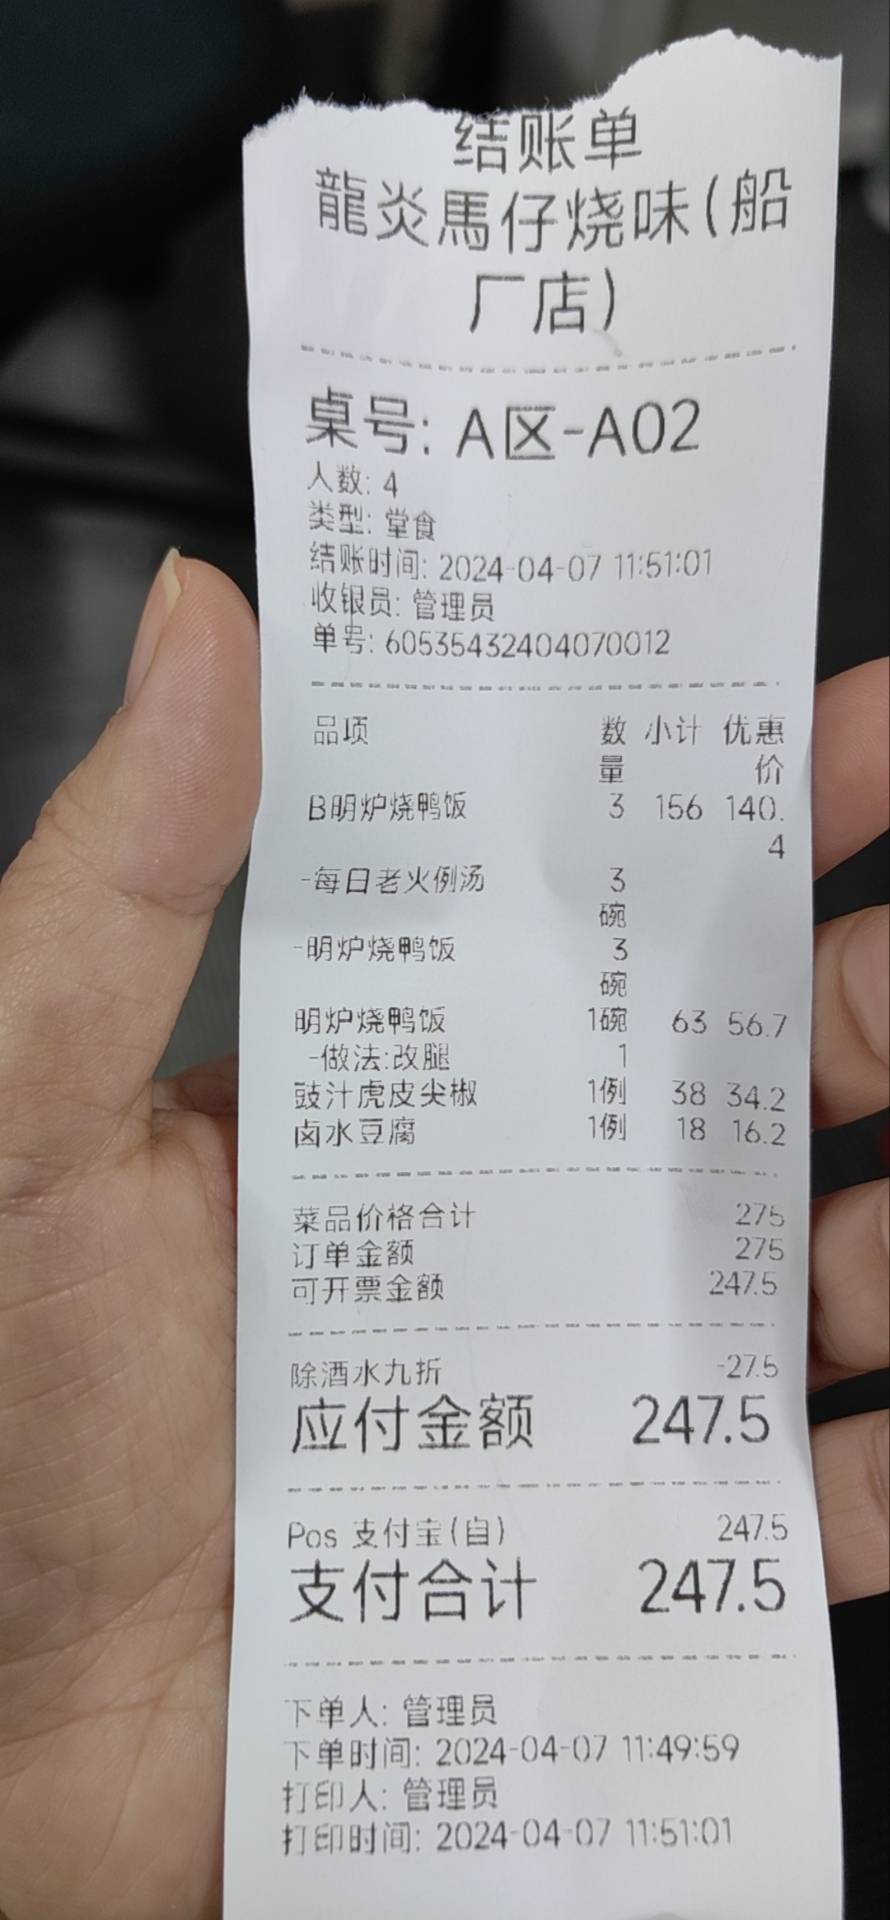 结账单
龍炎馬仔烧味(船
厂店)
桌号: A区-A02
人数: 4
类型: 堂食
结账时间: 2024-04-07 11:51:01
收银员: 管理员
单号: 60535432404070012
品项 数 小计 优惠
量 价
B明炉烧鸭饭 3 156 140.
4
-每日老火例汤 3
碗
-明炉烧鸭饭 3
碗
明炉烧鸭饭 1碗 63 56.7
-做法:改腿 1
豉汁虎皮尖椒 1例 38 34.2
卤水豆腐 1例 18 16.2
菜品价格合计 275
订单金额 275
可开票金额 247.5
除酒水九折 -27.5
应付金额 247.5
Pos 支付宝(自) 247.5
支付合计 247.5
下单人: 管理员
下单时间: 2024-04-07 11:49:59
打印人: 管理员
打印时间: 2024-04-07 11:51:01